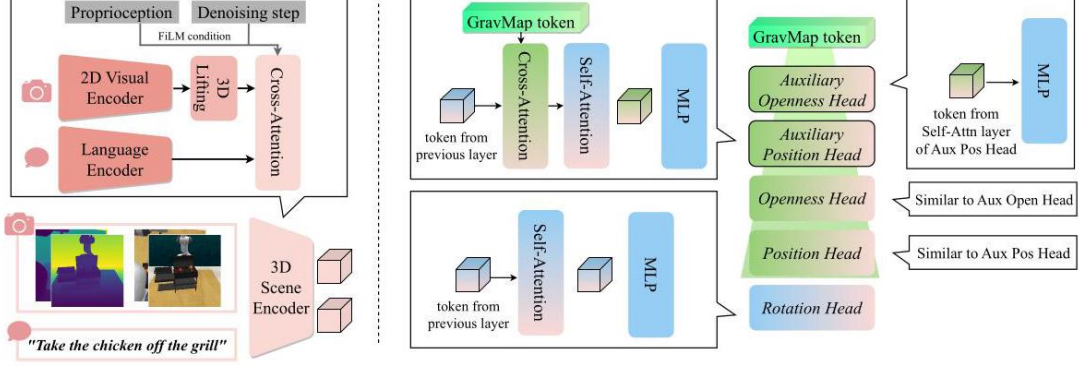 Proprioception
Denoising step
FiLM condition
2D Visual
Encoder
3D
Lifting
Cross-Attention
Language
Encoder
3D
Scene
Encoder
"Take the chicken off the grill"
GravMap token
Cross-Attention
Self-Attention
MLP
token from
previous layer
Self-Attention
MLP
token from
previous layer
GravMap token
Auxiliary
Openness Head
Auxiliary
Position Head
Openness Head
Position Head
Rotation Head
MLP
token from
Self-Attn layer
of Aux Pos Head
Similar to Aux Open Head
Similar to Aux Pos Head